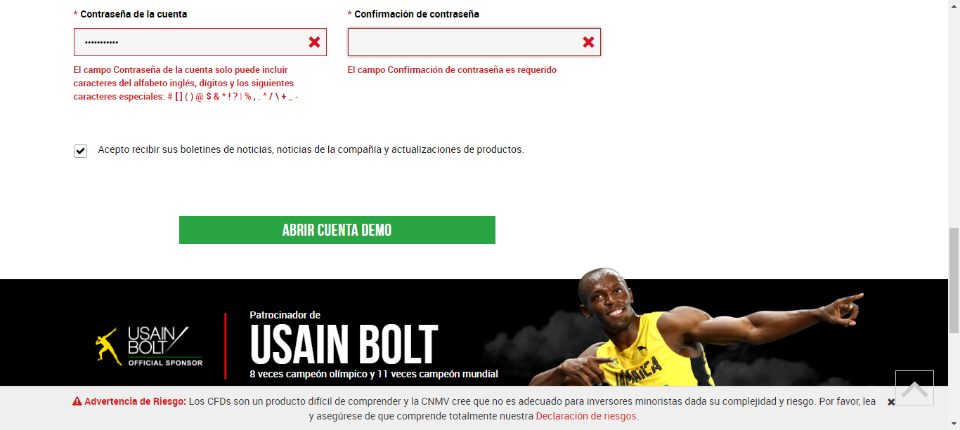 * Contraseña de la cuenta
* Confirmación de contraseña
•••••••••••
El campo Contraseña de la cuenta solo puede incluir
caracteres del alfabeto inglés, dígitos y los siguientes
caracteres especiales: # [ ] ( ) @ $ & * ! ? | % , . ^ / \ + _ -
El campo Confirmación de contraseña es requerido
Acepto recibir sus boletines de noticias, noticias de la compañía y actualizaciones de productos.
ABRIR CUENTA DEMO
USAIN
BOLT
OFFICIAL SPONSOR
Patrocinador de
USAIN BOLT
8 veces campeón olímpico y 11 veces campeón mundial
JAMAICA
Advertencia de Riesgo: Los CFDs son un producto difícil de comprender y la CNMV cree que no es adecuado para inversores minoristas dada su complejidad y riesgo. Por favor, lea
y asegúrese de que comprende totalmente nuestra Declaración de riesgos.